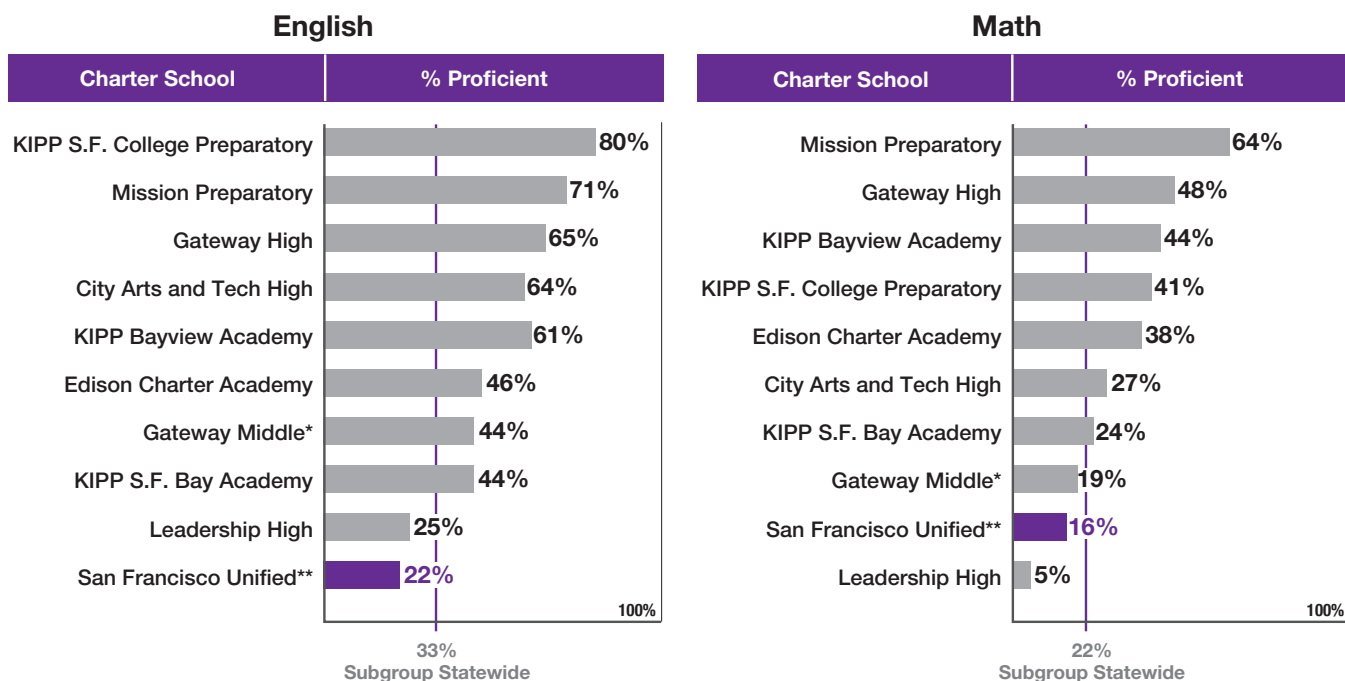 English
Charter School % Proficient
KIPP S.F. College Preparatory 80%
Mission Preparatory 71%
Gateway High 65%
City Arts and Tech High 64%
KIPP Bayview Academy 61%
Edison Charter Academy 46%
Gateway Middle* 44%
KIPP S.F. Bay Academy 44%
Leadership High 25%
San Francisco Unified** 22%
100%
33%
Subgroup Statewide
Math
Charter School % Proficient
Mission Preparatory 64%
Gateway High 48%
KIPP Bayview Academy 44%
KIPP S.F. College Preparatory 41%
Edison Charter Academy 38%
City Arts and Tech High 27%
KIPP S.F. Bay Academy 24%
Gateway Middle* 19%
San Francisco Unified** 16%
Leadership High 5%
100%
22%
Subgroup Statewide